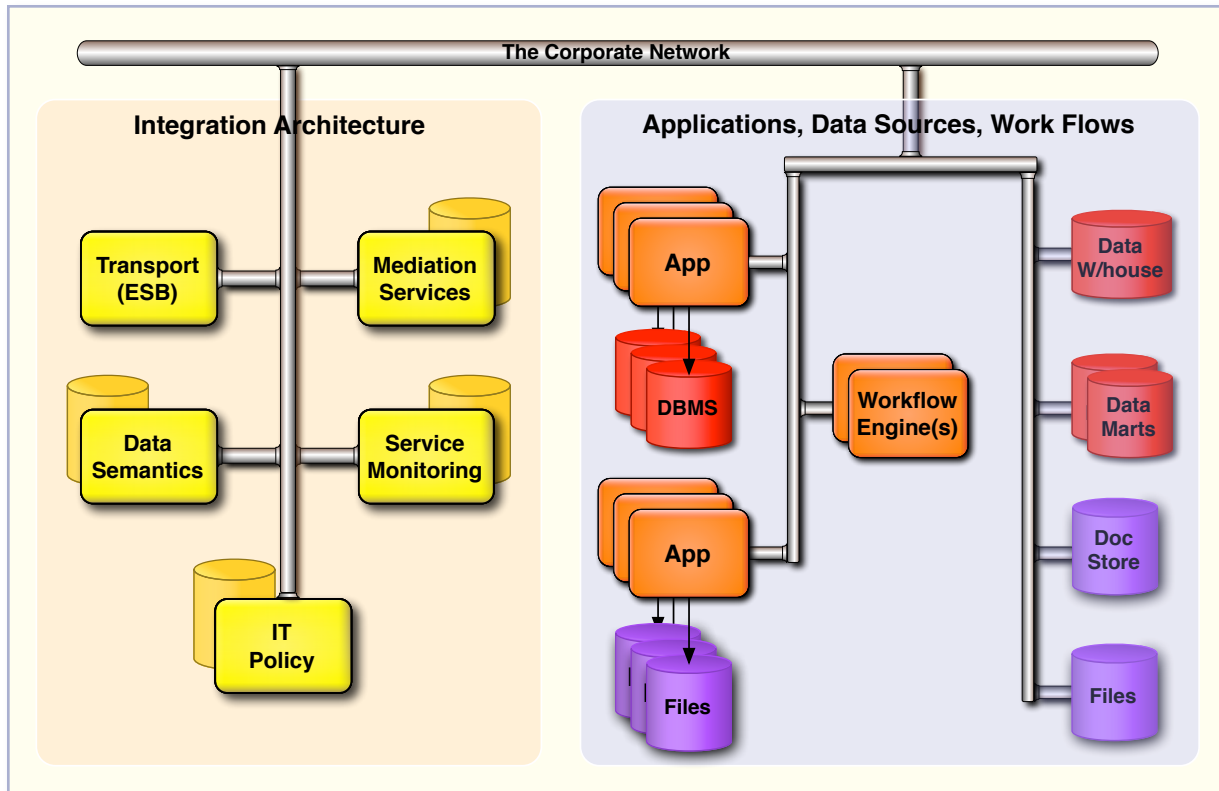 The Corporate Network
Integration Architecture
Transport
(ESB)
Mediation
Services
Data
Semantics
Service
Monitoring
IT
Policy
Applications, Data Sources, Work Flows
App
DBMS
Workflow
Engine(s)
App
Files
Data
W/house
Data
Marts
Doc
Store
Files